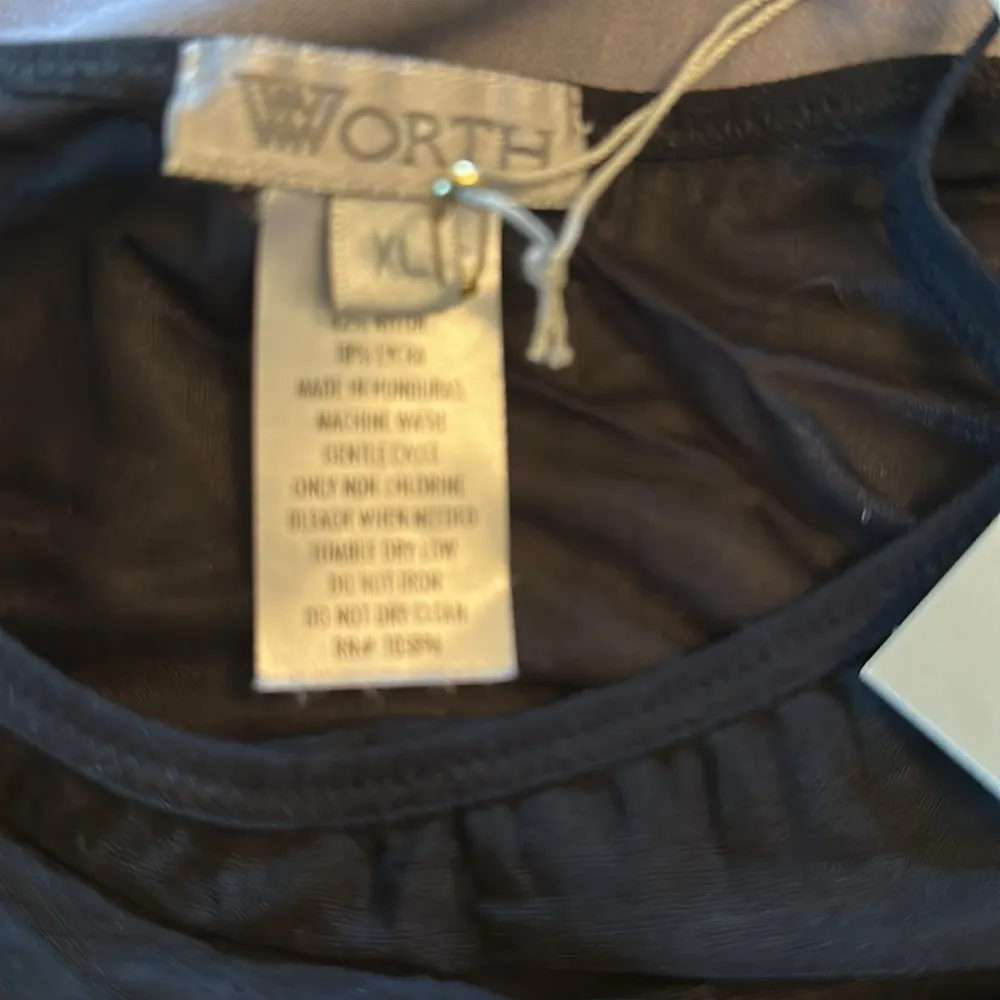 WORTH
XL
MADE IN HONDURAS
MACHINE WASH
GENTLE CYCLE
ONLY NON CHLORINE
BLEACH WHEN NEEDED
TUMBLE DRY LOW
DO NOT IRON
DO NOT DRY CLEAN
RN#